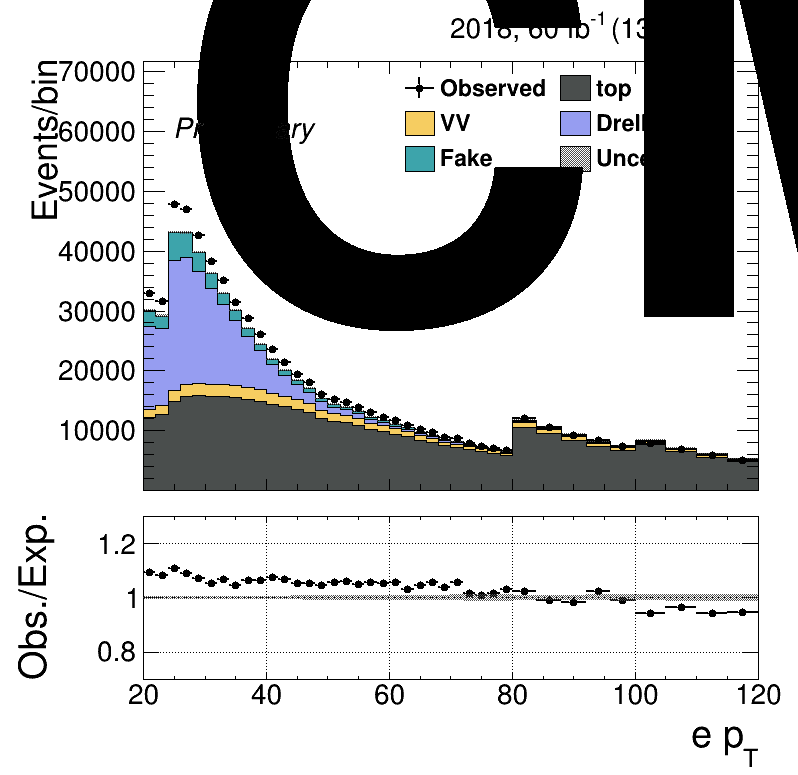 CM
2018, 60 fb-1 (13
Events/bin
70000
60000
50000
40000
30000
20000
10000
Observed
top
VV
Fake
Obs./Exp.
1.2
1
0.8
20 40 60 80 100 120
e pT